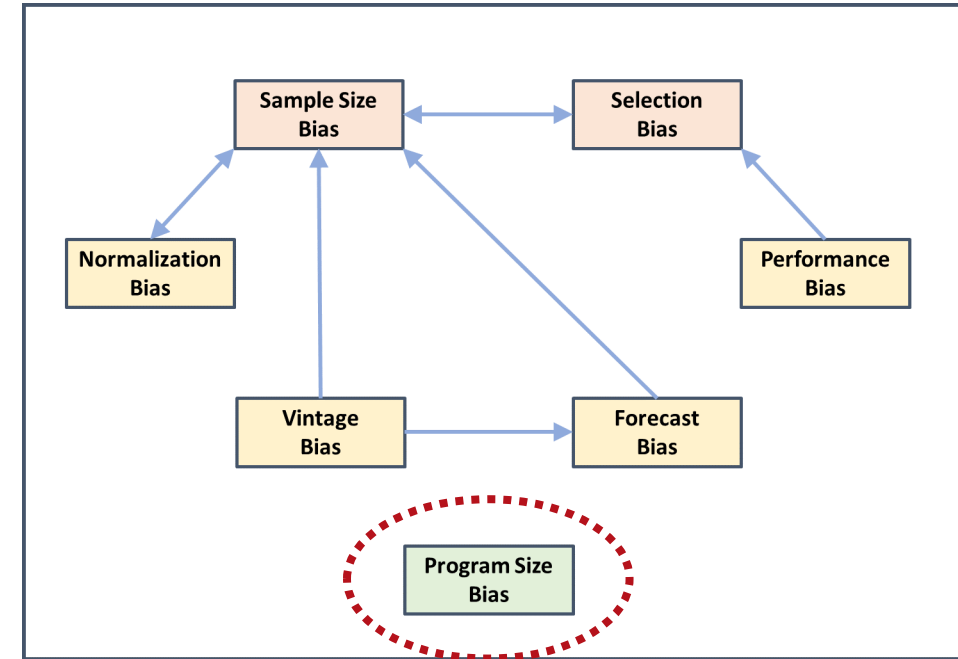 Sample Size
Bias
Selection
Bias
Normalization
Bias
Performance
Bias
Vintage
Bias
Forecast
Bias
Program Size
Bias